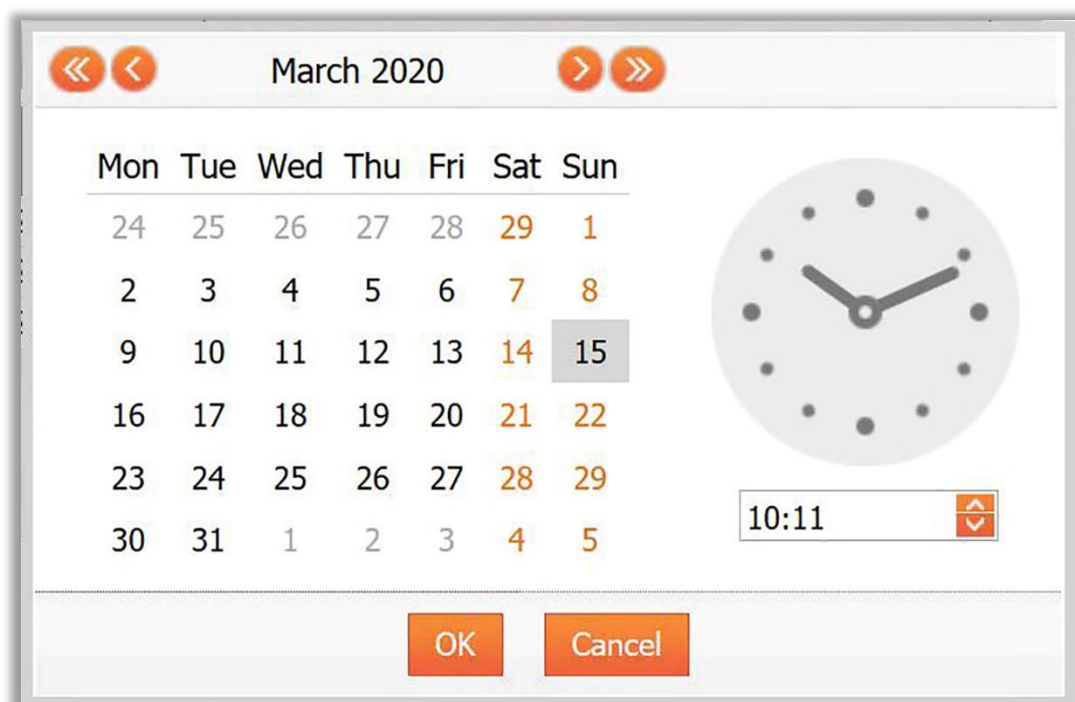 March 2020
Mon Tue Wed Thu Fri Sat Sun
24 25 26 27 28 29 1
2 3 4 5 6 7 8
9 10 11 12 13 14 15
16 17 18 19 20 21 22
23 24 25 26 27 28 29
30 31 1 2 3 4 5
10:11
OK Cancel